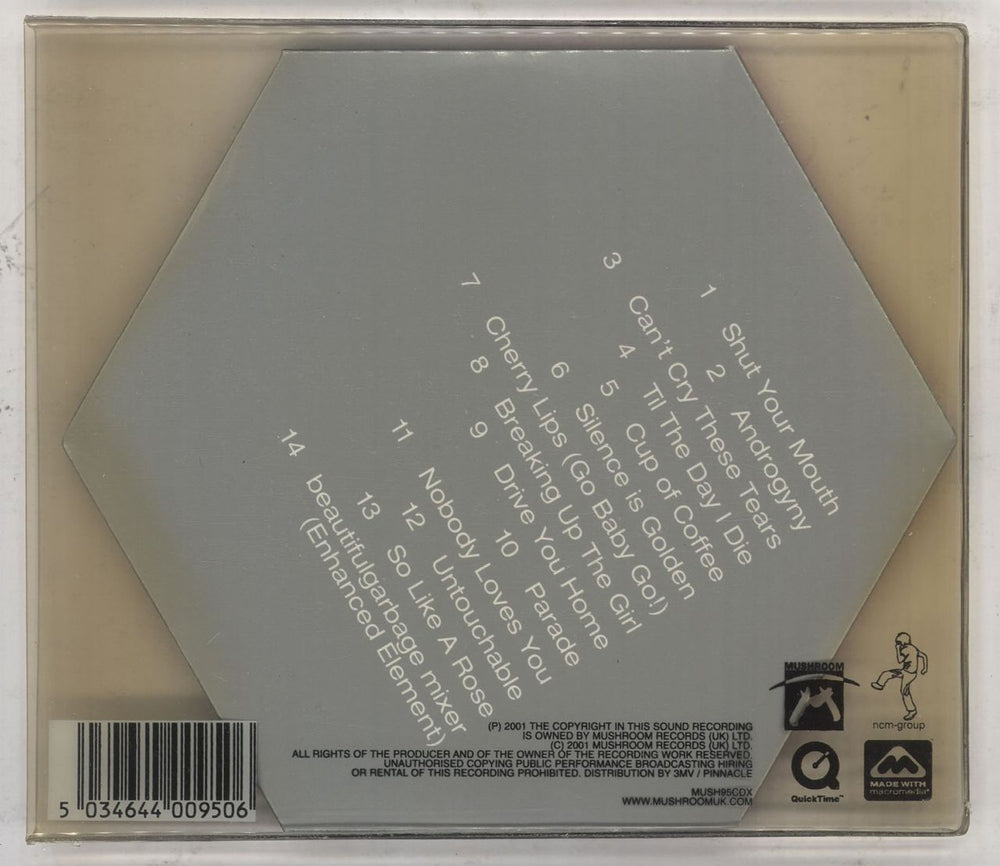 1 Shut Your Mouth
2 Androgyny
3 Can't Cry These Tears
4 Til The Day I Die
5 Cup of Coffee
6 Silence is Golden
7 Cherry Lips (Go Baby Go!)
8 Breaking Up The Girl
9 Drive You Home
10 Parade
11 Nobody Loves You
12 Untouchable
13 So Like A Rose
14 beautifulgarbage mixer
(Enhanced Element)
(P) 2001 THE COPYRIGHT IN THIS SOUND RECORDING
IS OWNED BY MUSHROOM RECORDS (UK) LTD.
(C) 2001 MUSHROOM RECORDS (UK) LTD.
ALL RIGHTS OF THE PRODUCER AND OF THE OWNER OF THE RECORDING WORK RESERVED.
UNAUTHORISED COPYING PUBLIC PERFORMANCE BROADCASTING HIRING
OR RENTAL OF THIS RECORDING PROHIBITED. DISTRIBUTION BY 3MV / PINNACLE
MUSH95CDX
WWW.MUSHROOMUK.COM
MUSHROOM
ncm-group
QuickTime™
MADE WITH
macromedia®
5 034644 009506